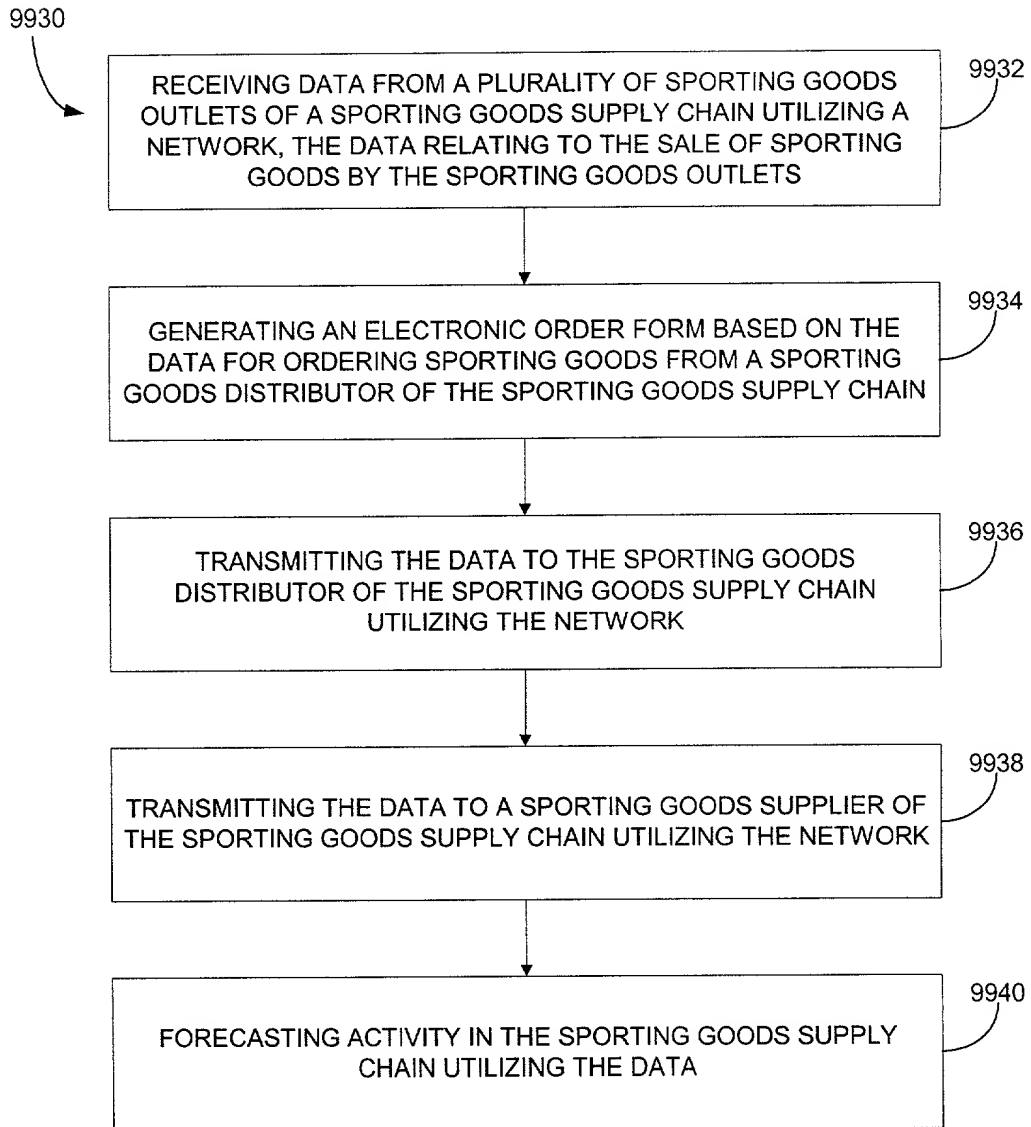 9930
9932
RECEIVING DATA FROM A PLURALITY OF SPORTING GOODS
OUTLETS OF A SPORTING GOODS SUPPLY CHAIN UTILIZING A
NETWORK, THE DATA RELATING TO THE SALE OF SPORTING
GOODS BY THE SPORTING GOODS OUTLETS
9934
GENERATING AN ELECTRONIC ORDER FORM BASED ON THE
DATA FOR ORDERING SPORTING GOODS FROM A SPORTING
GOODS DISTRIBUTOR OF THE SPORTING GOODS SUPPLY CHAIN
9936
TRANSMITTING THE DATA TO THE SPORTING GOODS
DISTRIBUTOR OF THE SPORTING GOODS SUPPLY CHAIN
UTILIZING THE NETWORK
9938
TRANSMITTING THE DATA TO A SPORTING GOODS SUPPLIER OF
THE SPORTING GOODS SUPPLY CHAIN UTILIZING THE NETWORK
9940
FORECASTING ACTIVITY IN THE SPORTING GOODS SUPPLY
CHAIN UTILIZING THE DATA